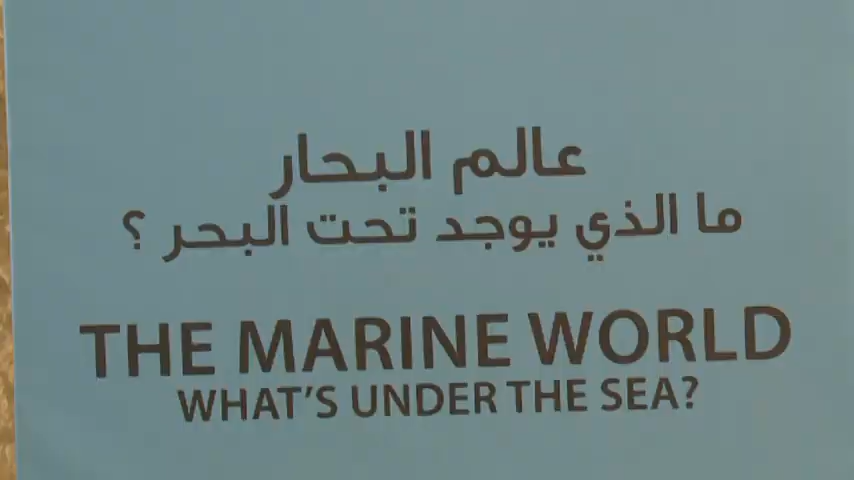 عالم البحار
ما الذي يوجد تحت البحر ؟
THE MARINE WORLD
WHAT'S UNDER THE SEA?